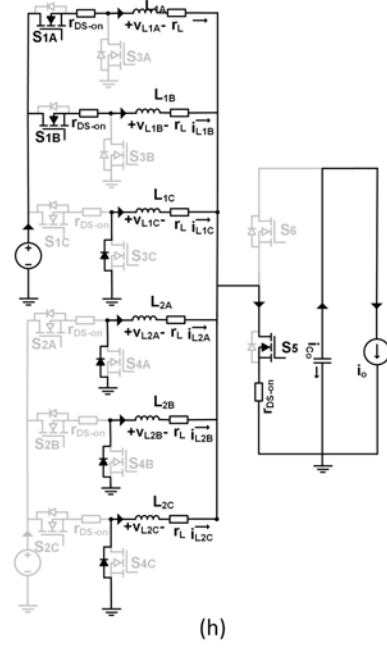 L1A
S1A rDS-on +VL1A- rL
S3A
L1B
S1B rDS-on +VL1B- rL iL1B
S3B
L1C
S1C rDS-on +VL1C- rL iL1C
S3C
S6
L2A
S2A rDS-on +VL2A- rL iL2A
S4A
S5
rDS-on
iCo
io
L2B
S2B rDS-on +VL2B- rL iL2B
S4B
L2C
S2C rDS-on +VL2C- rL iL2C
S4C
(h)